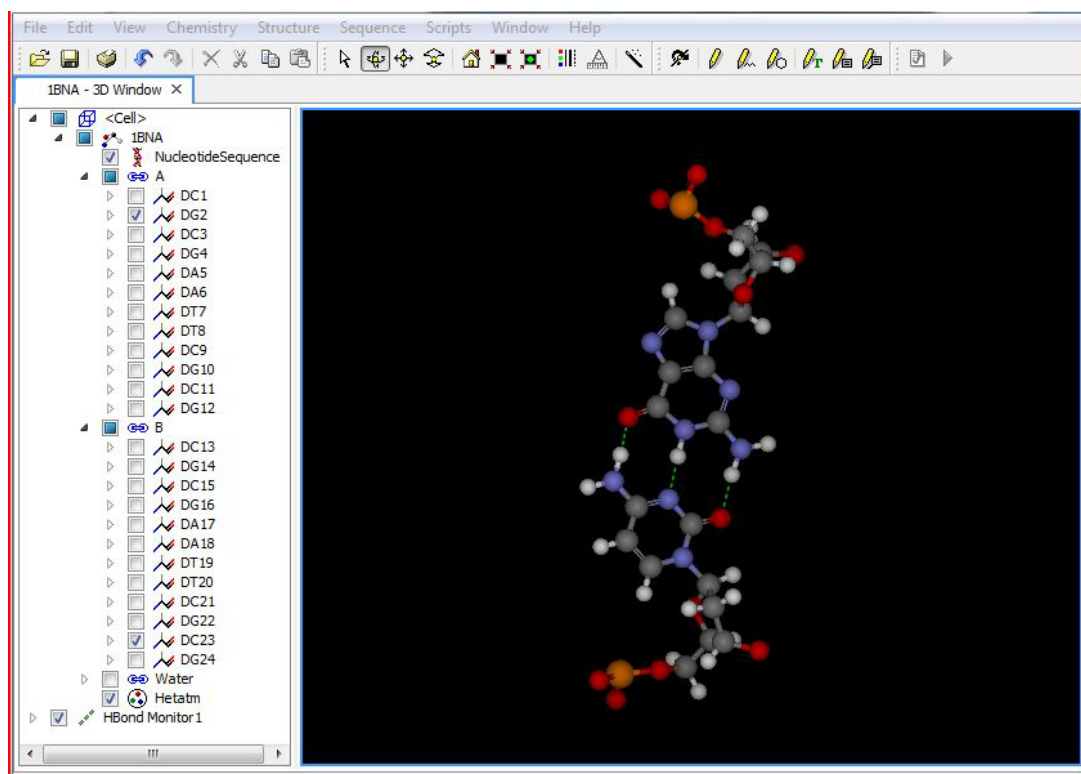 File Edit View Chemistry Structure Sequence Scripts Window Help
1BNA - 3D Window
<Cell>
1BNA
NucleotideSequence
A
DC1
DG2
DC3
DG4
DA5
DA6
DT7
DT8
DC9
DG10
DC11
DG12
B
DC13
DG14
DC15
DG16
DA17
DA18
DT19
DT20
DC21
DG22
DC23
DG24
Water
Hetatm
HBond Monitor1